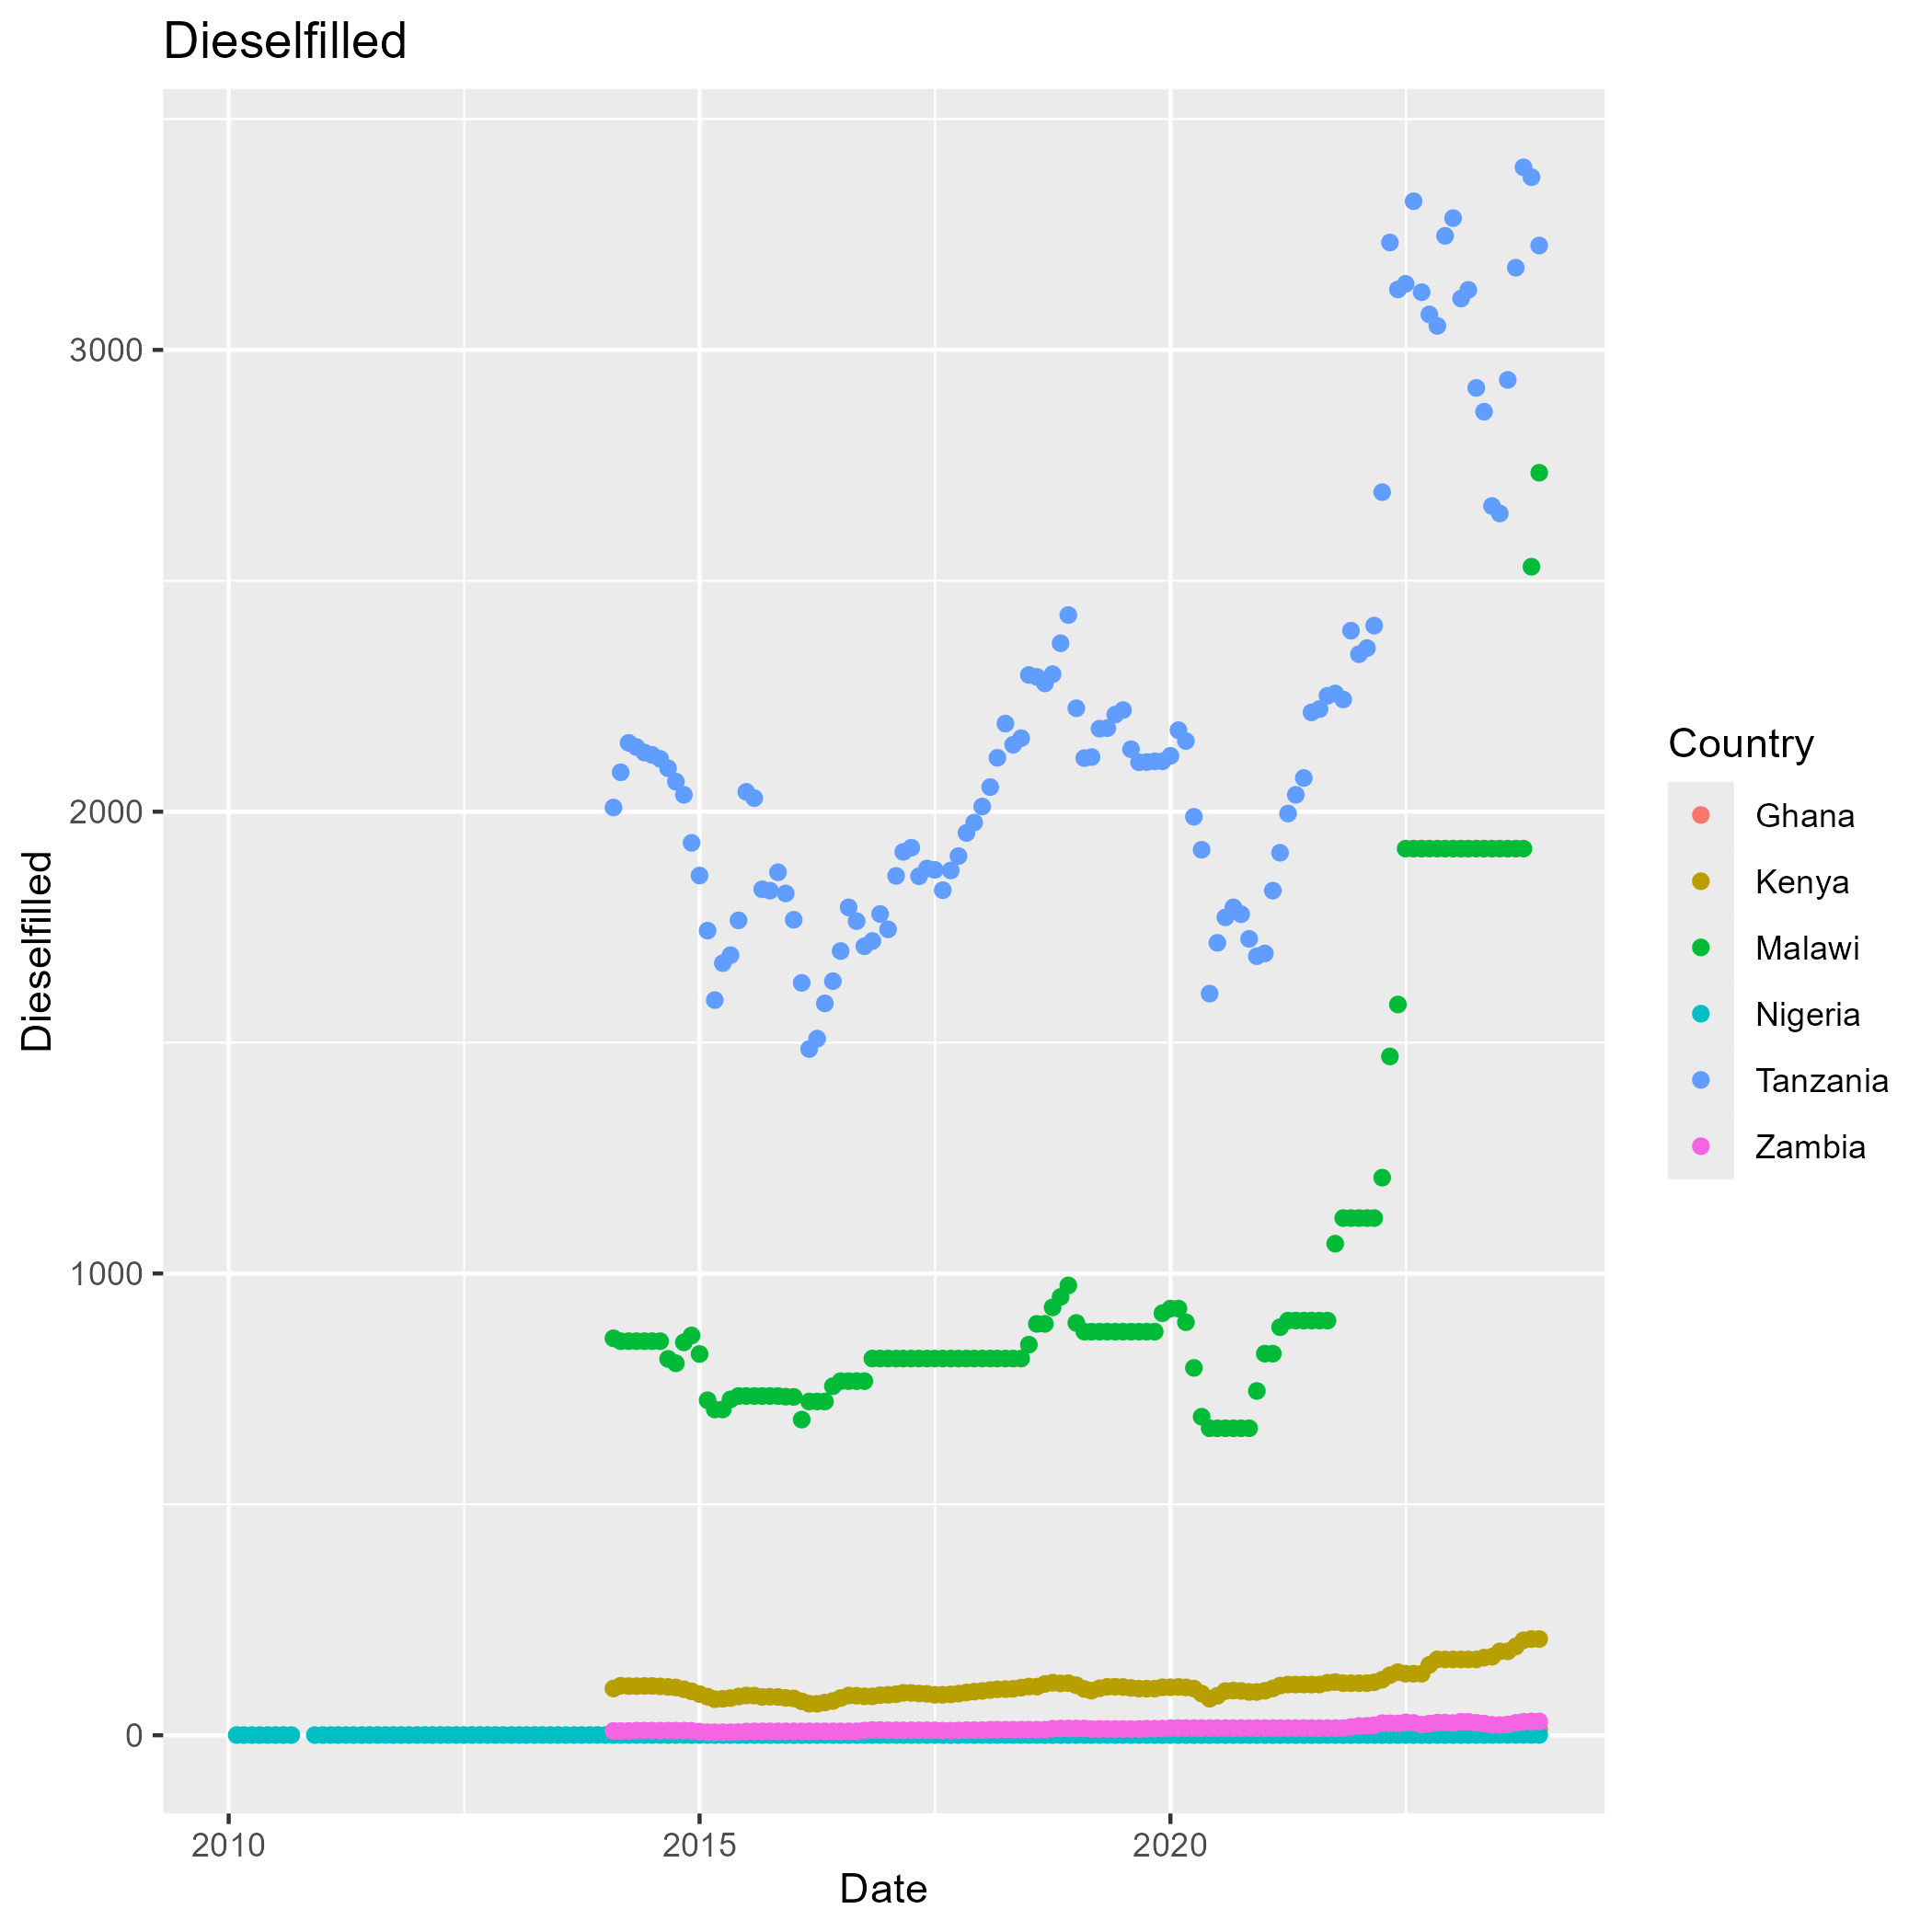 Dieselfilled
Dieselfilled
3000
2000
1000
0
2010
2015
2020
Date
Country
Ghana
Kenya
Malawi
Nigeria
Tanzania
Zambia